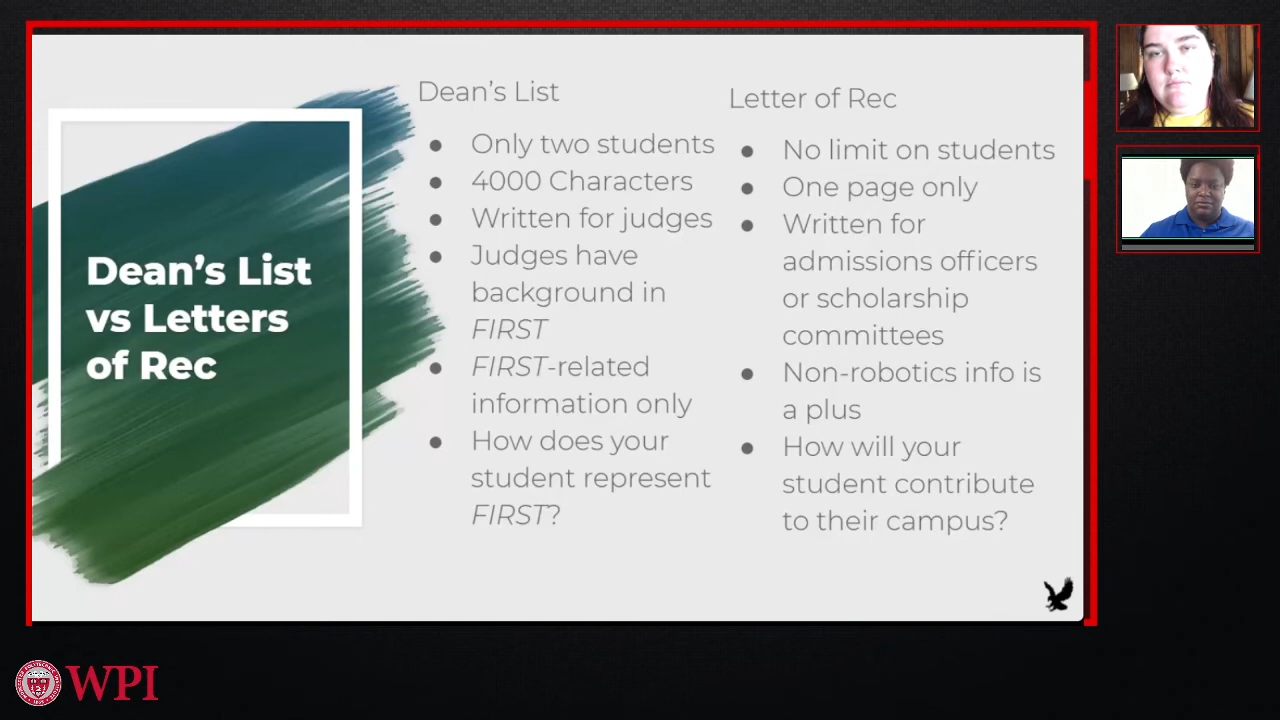 Dean's List
vs Letters
of Rec
Dean's List
● Only two students
● 4000 Characters
● Written for judges
● Judges have
background in
FIRST
● FIRST-related
information only
● How does your
student represent
FIRST?
Letter of Rec
● No limit on students
● One page only
● Written for
admissions officers
or scholarship
committees
● Non-robotics info is
a plus
● How will your
student contribute
to their campus?
WPI